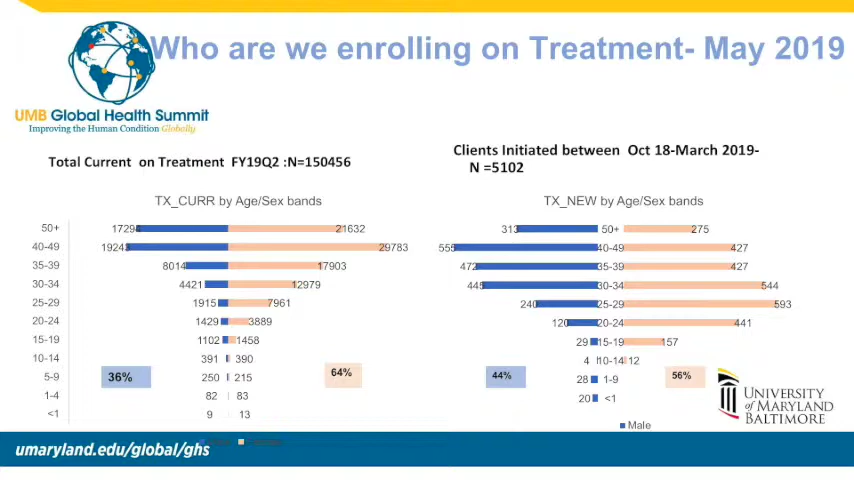 Who are we enrolling on Treatment- May 2019
UMB Global Health Summit
Improving the Human Condition Globally
Total Current on Treatment FY19Q2 :N=150456
Clients Initiated between Oct 18-March 2019-
N =5102
TX_CURR by Age/Sex bands
50+ 17294 21632
40-49 19243 29783
35-39 8014 17903
30-34 4421 12979
25-29 1915 7961
20-24 1429 3889
15-19 1102 1458
10-14 391 390
5-9 250 215
1-4 82 83
<1 9 13
36%
64%
TX_NEW by Age/Sex bands
313 50+ 275
555 40-49 427
472 35-39 427
445 30-34 544
240 25-29 593
120 20-24 441
29 15-19 157
4 10-14 12
28 1-9
20 <1
44%
56%
Male
UNIVERSITY
of MARYLAND
BALTIMORE
umaryland.edu/global/ghs